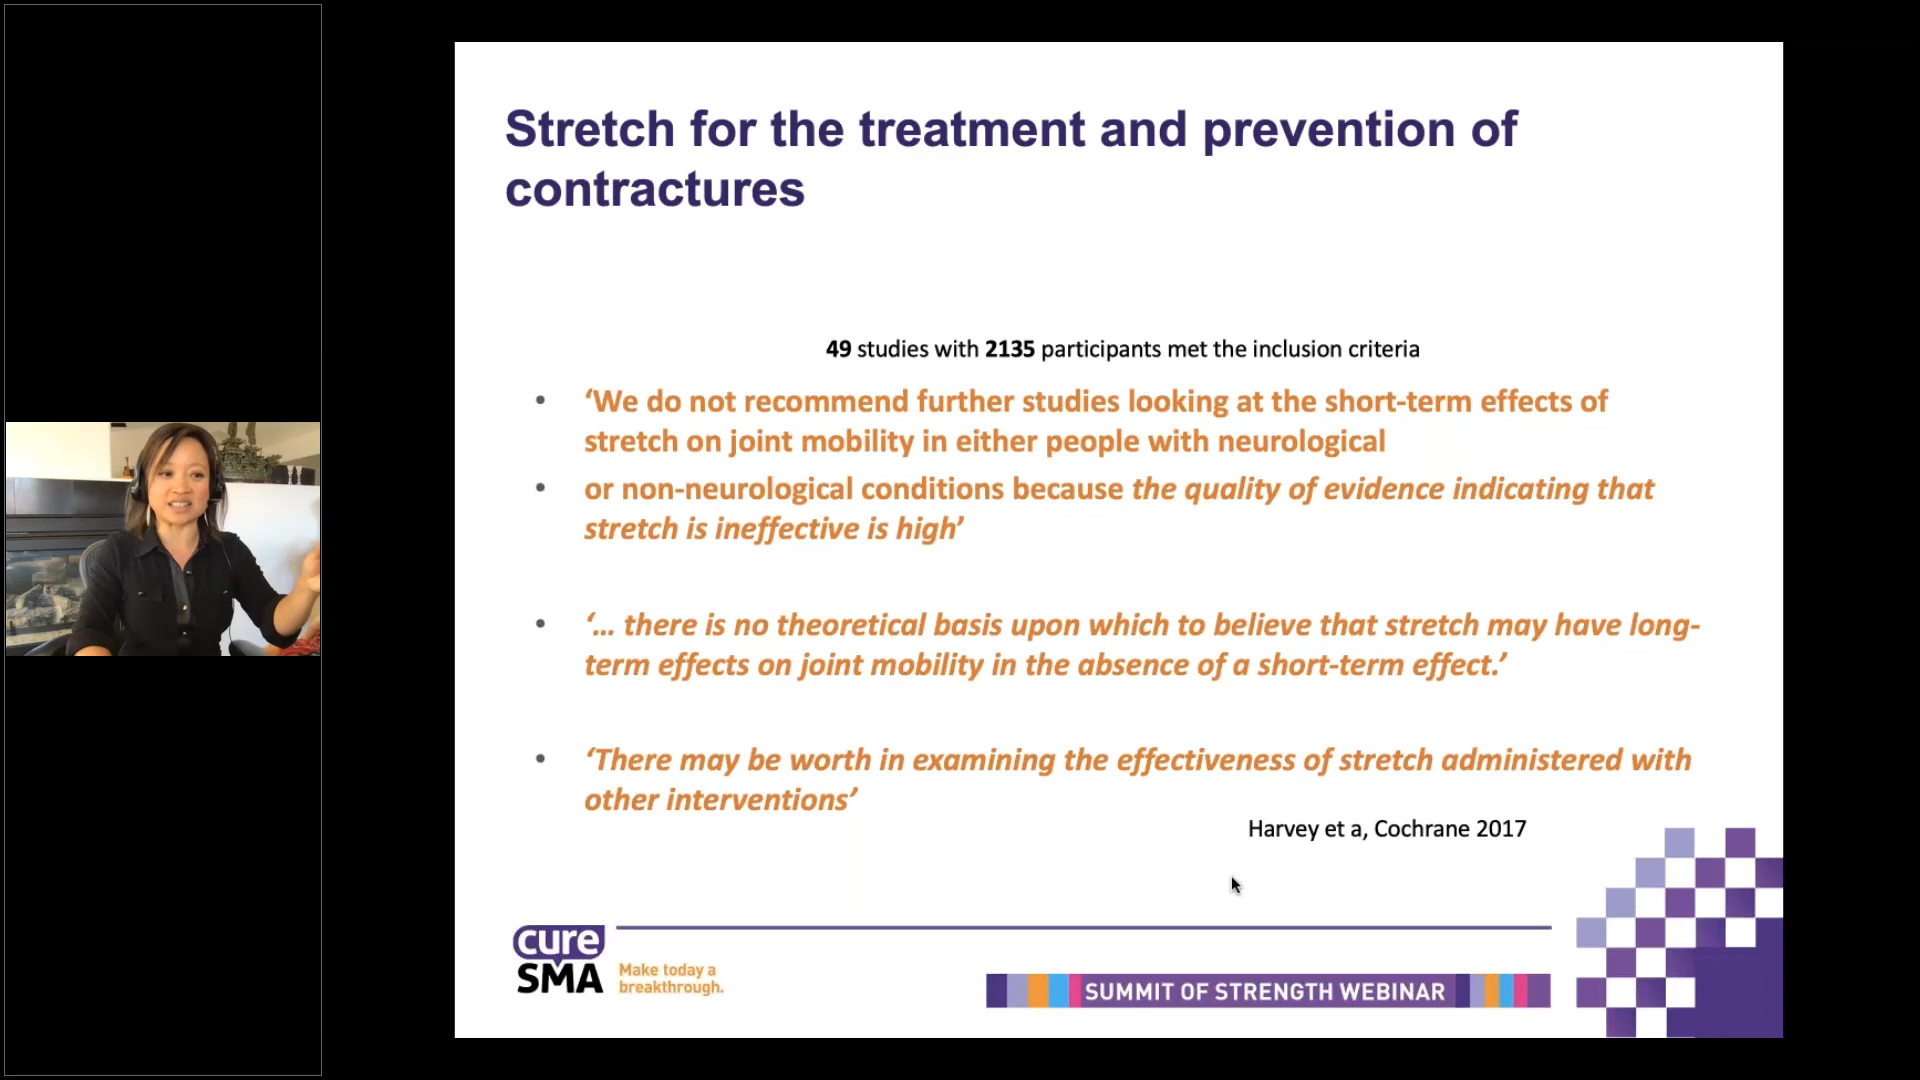 Stretch for the treatment and prevention of
contractures
49 studies with 2135 participants met the inclusion criteria
• ‘We do not recommend further studies looking at the short-term effects of
stretch on joint mobility in either people with neurological
• or non-neurological conditions because the quality of evidence indicating that
stretch is ineffective is high’
• ‘... there is no theoretical basis upon which to believe that stretch may have long-
term effects on joint mobility in the absence of a short-term effect.’
• ‘There may be worth in examining the effectiveness of stretch administered with
other interventions’
Harvey et a, Cochrane 2017
cure
SMA
Make today a
breakthrough.
SUMMIT OF STRENGTH WEBINAR